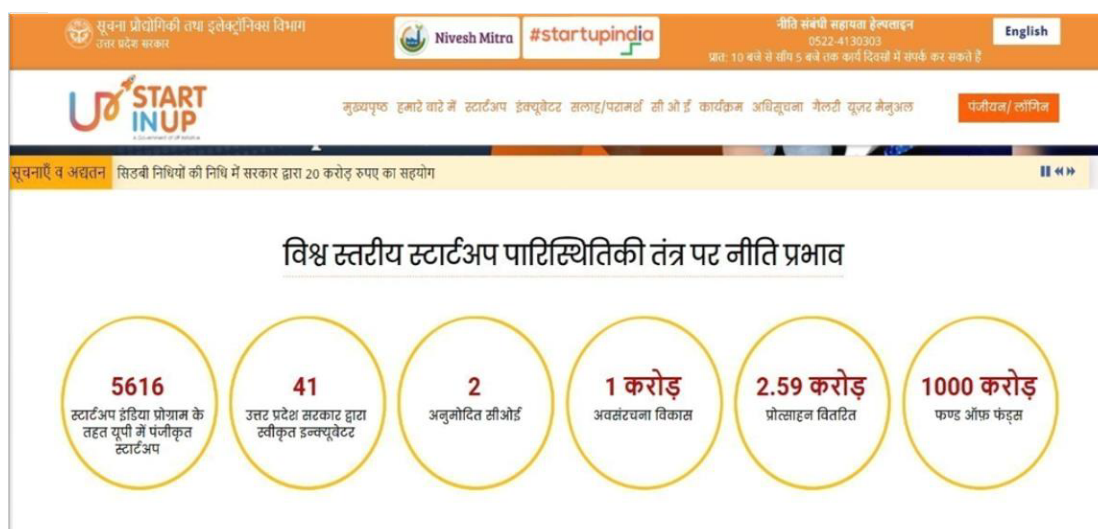 सूचना प्रौद्योगिकी तथा इलेक्ट्रॉनिक्स विभाग
उत्तर प्रदेश सरकार
Nivesh Mitra
#startupindia
नीति संबंधी सहायता हेल्पलाइन
0522-4130303
प्रात: 10 बजे से साँय 5 बजे तक कार्य दिवसों में संपर्क कर सकते हैं
English
START
INUP
मुख्यपृष्ठ हमारे बारे में स्टार्टअप इंक्यूबेटर सलाह/परामर्श सी ओ ई कार्यक्रम अधिसूचना गैलरी यूज़र मैनुअल
पंजीयन/ लॉगिन
सूचनाएँ व अद्यतन
सिडबी निधियों की निधि में सरकार द्वारा 20 करोड़ रुपए का सहयोग
विश्व स्तरीय स्टार्टअप पारिस्थितिकी तंत्र पर नीति प्रभाव
5616
स्टार्टअप इंडिया प्रोग्राम के
तहत यूपी में पंजीकृत
स्टार्टअप
41
उत्तर प्रदेश सरकार द्वारा
स्वीकृत इन्क्यूबेटर
2
अनुमोदित सीओई
1 करोड़
अवसंरचना विकास
2.59 करोड़
प्रोत्साहन वितरित
1000 करोड़
फण्ड ऑफ़ फंड्स